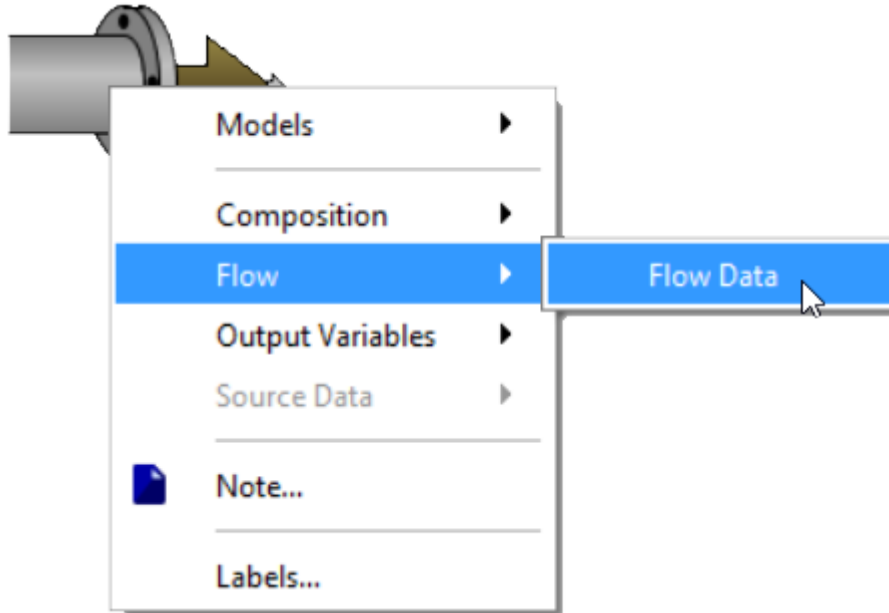 Models
Composition
Flow
Flow Data
Output Variables
Source Data
Note...
Labels...